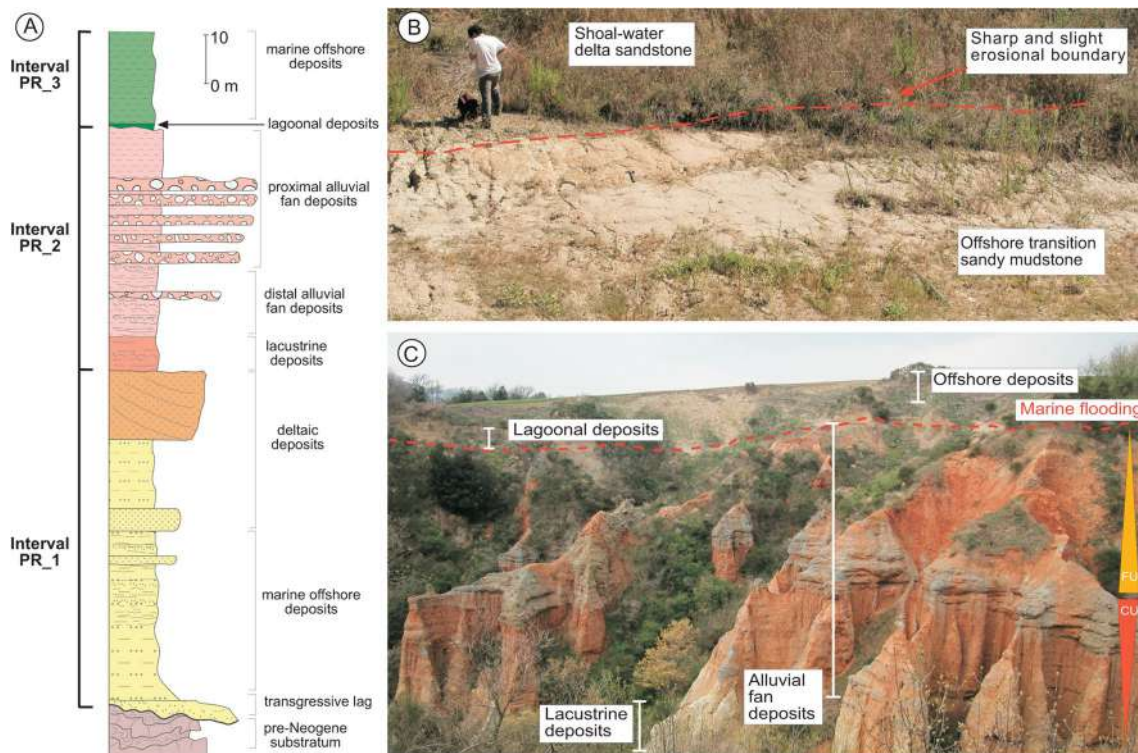 A
Interval
PR_3
10
0 m
marine offshore
deposits
lagoonal deposits
Interval
PR_2
proximal alluvial
fan deposits
distal alluvial
fan deposits
lacustrine
deposits
Interval
PR_1
deltaic
deposits
marine offshore
deposits
transgressive lag
pre-Neogene
substratum
B
Shoal-water
delta sandstone
Sharp and slight
erosional boundary
Offshore transition
sandy mudstone
C
Offshore deposits
Marine flooding
Lagoonal deposits
FU
CU
Alluvial
fan
deposits
Lacustrine
deposits